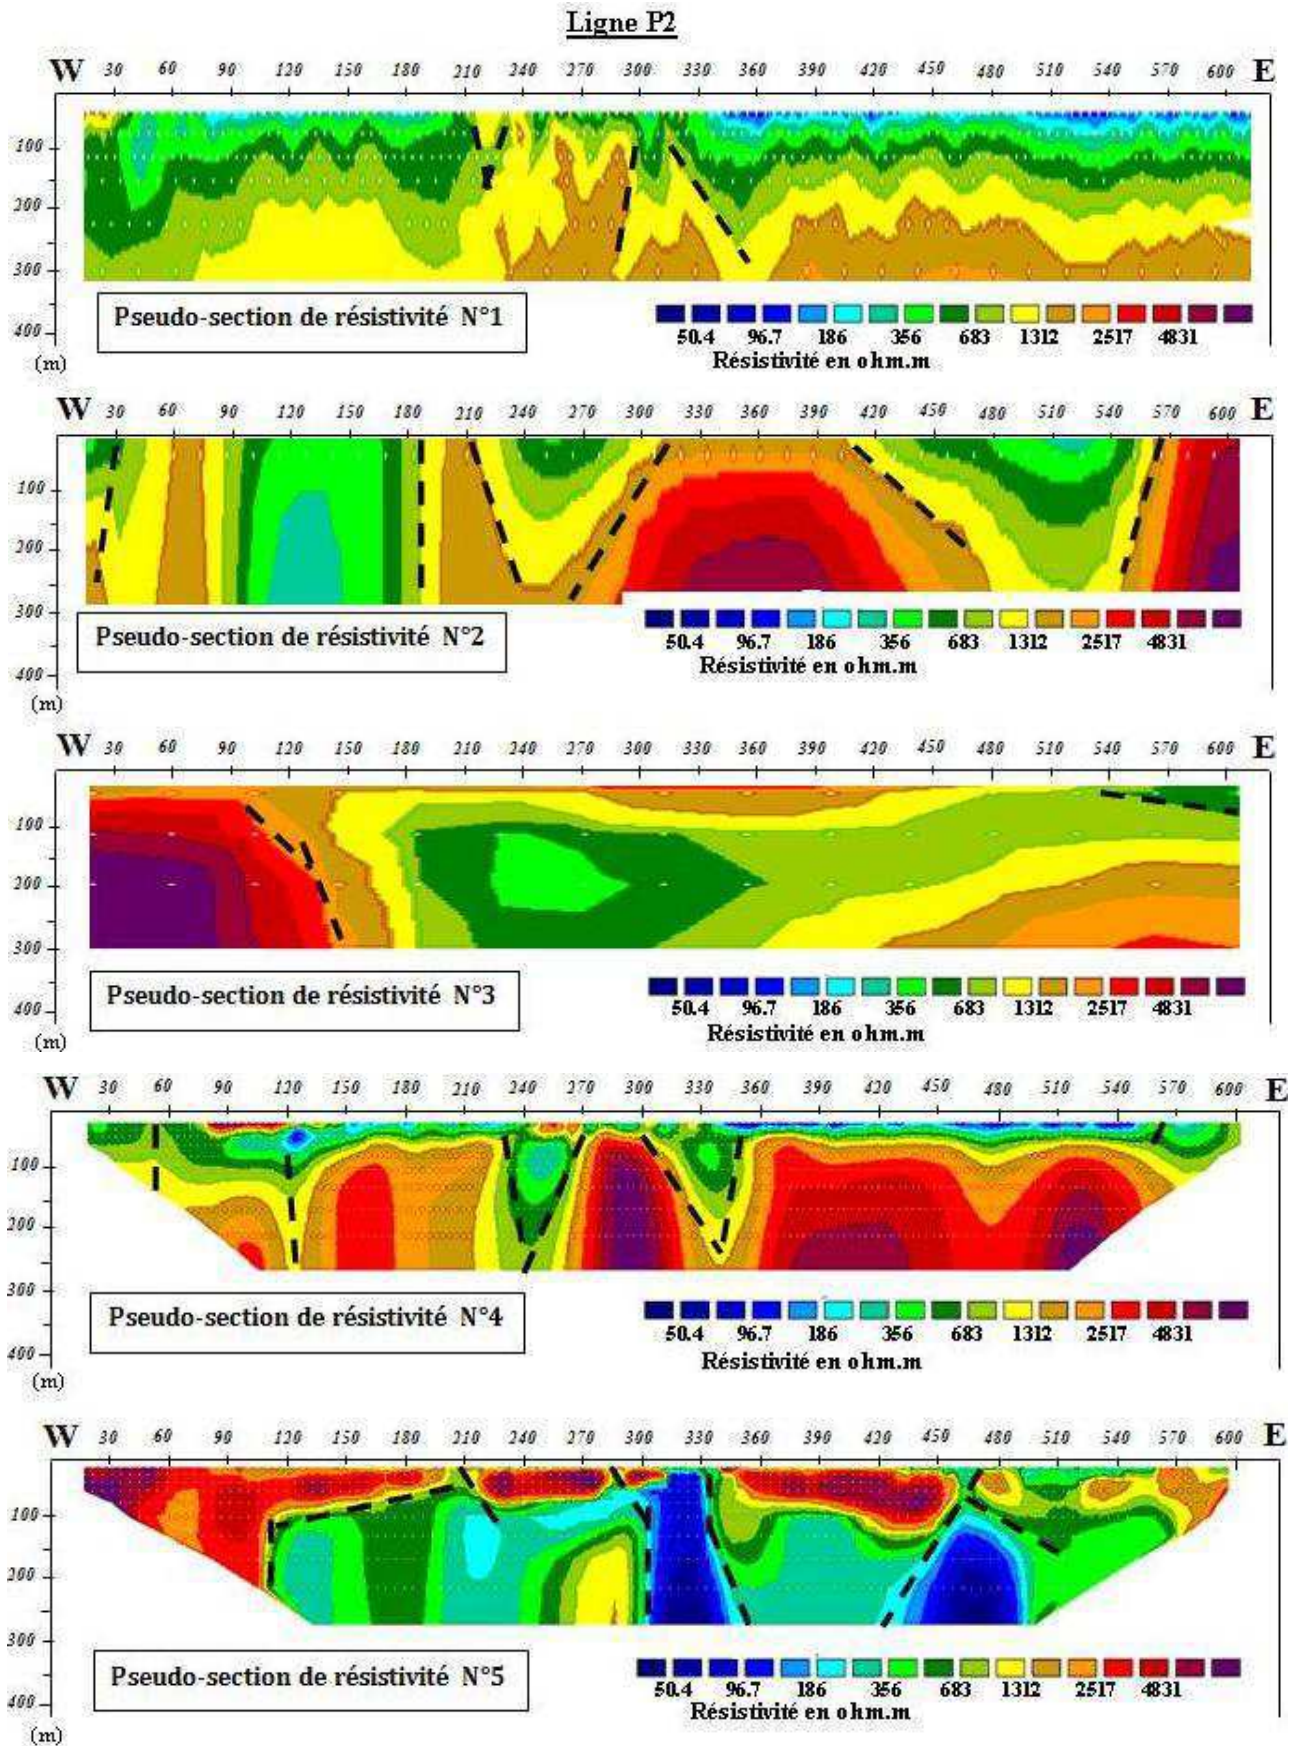 Ligne P2
W 30 60 90 120 150 180 210 240 270 300 330 360 390 420 450 480 510 540 570 600 E
100
200
300
400
(m)
Pseudo-section de résistivité N°1
50.4 96.7 186 356 683 1312 2517 4831
Résistivité en ohm.m
W 30 60 90 120 150 180 210 240 270 300 330 360 390 420 450 480 510 540 570 600 E
100
200
300
400
(m)
Pseudo-section de résistivité N°2
50.4 96.7 186 356 683 1312 2517 4831
Résistivité en ohm.m
W 30 60 90 120 150 180 210 240 270 300 330 360 390 420 450 480 510 540 570 600 E
100
200
300
400
(m)
Pseudo-section de résistivité N°3
50.4 96.7 186 356 683 1312 2517 4831
Résistivité en ohm.m
W 30 60 90 120 150 180 210 240 270 300 330 360 390 420 450 480 510 540 570 600 E
100
200
300
400
(m)
Pseudo-section de résistivité N°4
50.4 96.7 186 356 683 1312 2517 4831
Résistivité en ohm.m
W 30 60 90 120 150 180 210 240 270 300 330 360 390 420 450 480 510 540 570 600 E
100
200
300
400
(m)
Pseudo-section de résistivité N°5
50.4 96.7 186 356 683 1312 2517 4831
Résistivité en ohm.m